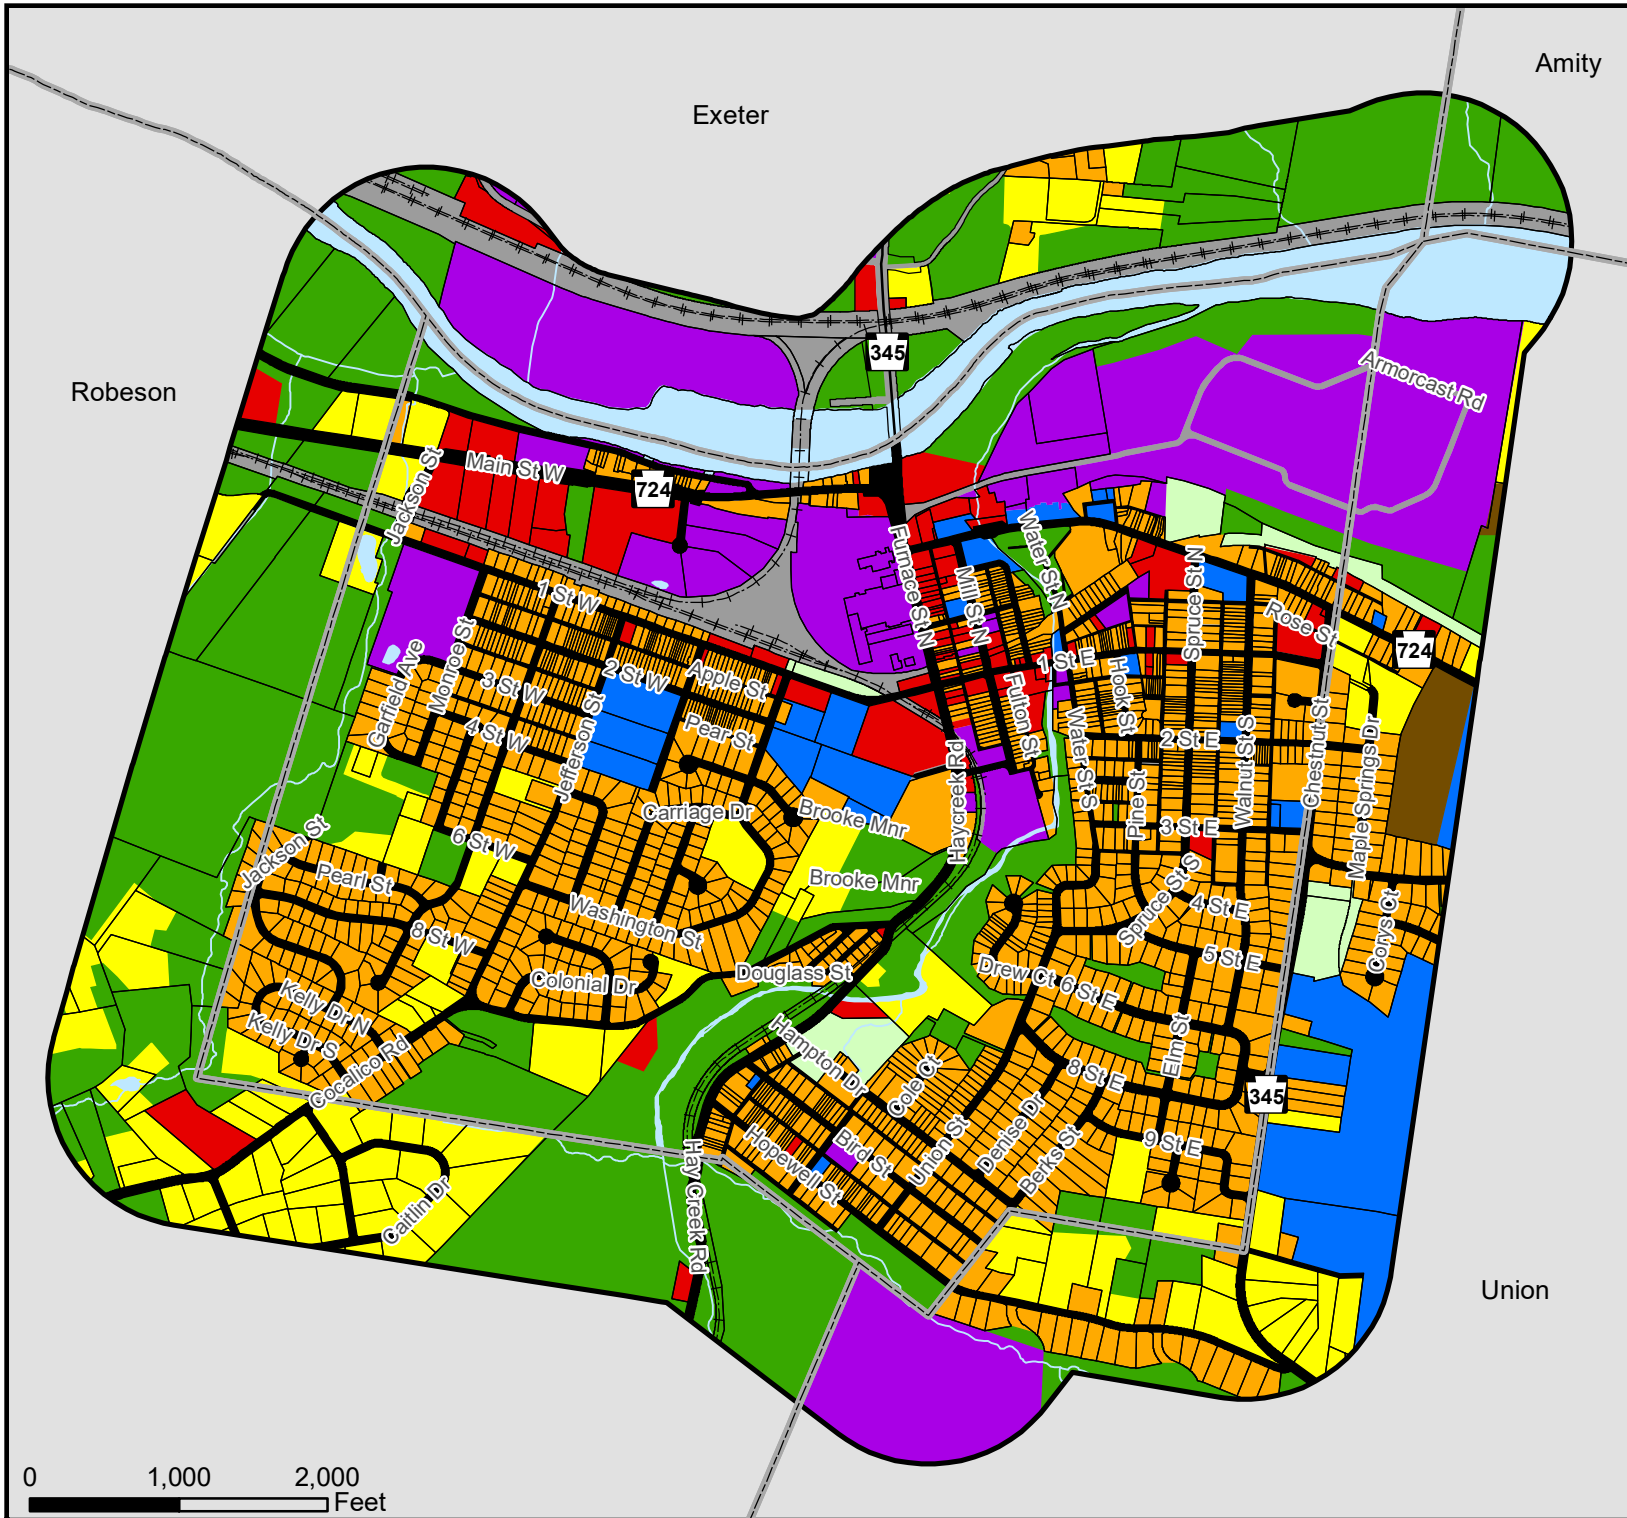 Amity
Exeter
345
Armorcast Rd
Robeson
Main St W
724
Jackson St
Water St N
Furnace St N
Mill St N
Spruce St N
Rose St
1 St W
724
1 St E
Garfield Ave
Monroe St
2 St W
Apple St
3 St W
Hook St
Fulton St
4 St W
Jefferson St
Pear St
Water St S
2 St E
Walnut St S
Chestnut St
Maple Springs Dr
Haycreek Rd
Pine St
Carriage Dr
Brooke Mnr
3 St E
6 St W
Jackson St
Pearl St
Brooke Mnr
Spruce St S
4 St E
Washington St
8 St W
Corys Ct
5 St E
Douglass St
Drew Ct
6 St E
Colonial Dr
Kelly Dr N
Kelly Dr S
Hampton Dr
Elm St
Cocalico Rd
Cole Ct
8 St E
345
Denise Dr
Union St
Bird St
9 St E
Hopewell St
Berks St
Hay Creek Rd
Caitlin Dr
Union
0 1,000 2,000
Feet